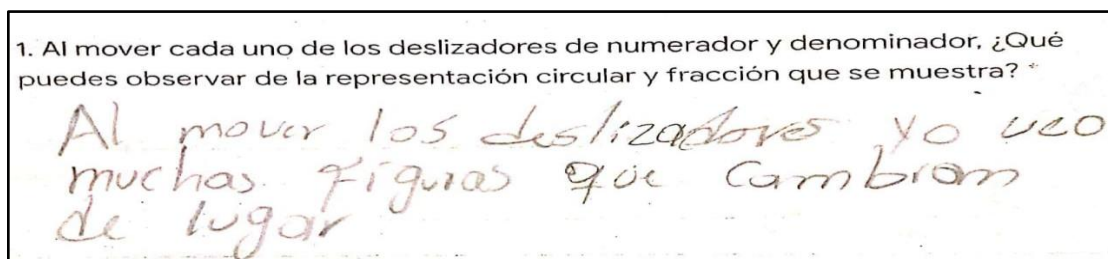 1. Al mover cada uno de los deslizadores de numerador y denominador, ¿Qué
puedes observar de la representación circular y fracción que se muestra? *
Al mover los deslizadores yo veo
muchas figuras que cambian
de lugar